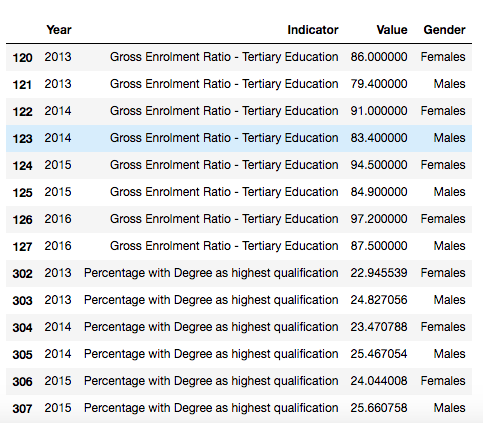 Year Indicator Value Gender
120 2013 Gross Enrolment Ratio - Tertiary Education 86.000000 Females
121 2013 Gross Enrolment Ratio - Tertiary Education 79.400000 Males
122 2014 Gross Enrolment Ratio - Tertiary Education 91.000000 Females
123 2014 Gross Enrolment Ratio - Tertiary Education 83.400000 Males
124 2015 Gross Enrolment Ratio - Tertiary Education 94.500000 Females
125 2015 Gross Enrolment Ratio - Tertiary Education 84.900000 Males
126 2016 Gross Enrolment Ratio - Tertiary Education 97.200000 Females
127 2016 Gross Enrolment Ratio - Tertiary Education 87.500000 Males
302 2013 Percentage with Degree as highest qualification 22.945539 Females
303 2013 Percentage with Degree as highest qualification 24.827056 Males
304 2014 Percentage with Degree as highest qualification 23.470788 Females
305 2014 Percentage with Degree as highest qualification 25.467054 Males
306 2015 Percentage with Degree as highest qualification 24.044008 Females
307 2015 Percentage with Degree as highest qualification 25.660758 Males